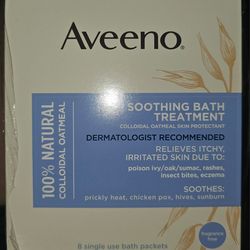 Aveeno®
100% NATURAL
COLLOIDAL OATMEAL
SOOTHING BATH
TREATMENT
COLLOIDAL OATMEAL SKIN PROTECTANT
DERMATOLOGIST RECOMMENDED
RELIEVES ITCHY,
IRRITATED SKIN DUE TO:
poison ivy/oak/sumac, rashes,
insect bites, eczema
SOOTHES:
prickly heat, chicken pox, hives, sunburn
fragrance
free
8 single use bath packets